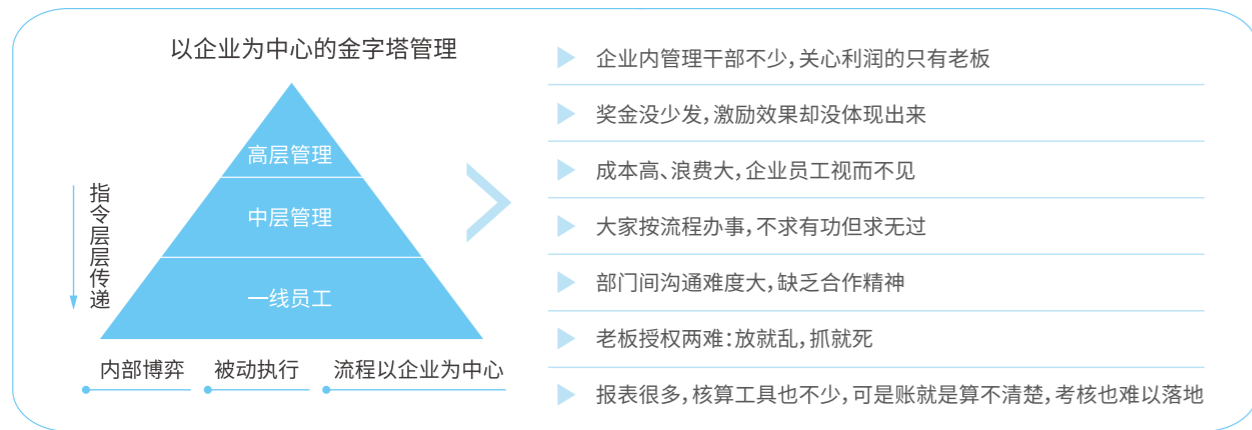 以企业为中心的金字塔管理
高层管理
中层管理
一线员工
指令层层传递
内部博弈
被动执行
流程以企业为中心
企业内管理干部不少，关心利润的只有老板
奖金没少发，激励效果却没体现出来
成本高、浪费大，企业员工视而不见
大家按流程办事，不求有功但求无过
部门间沟通难度大，缺乏合作精神
老板授权两难：放就乱，抓就死
报表很多，核算工具也不少，可是账就是算不清楚，考核也难以落地